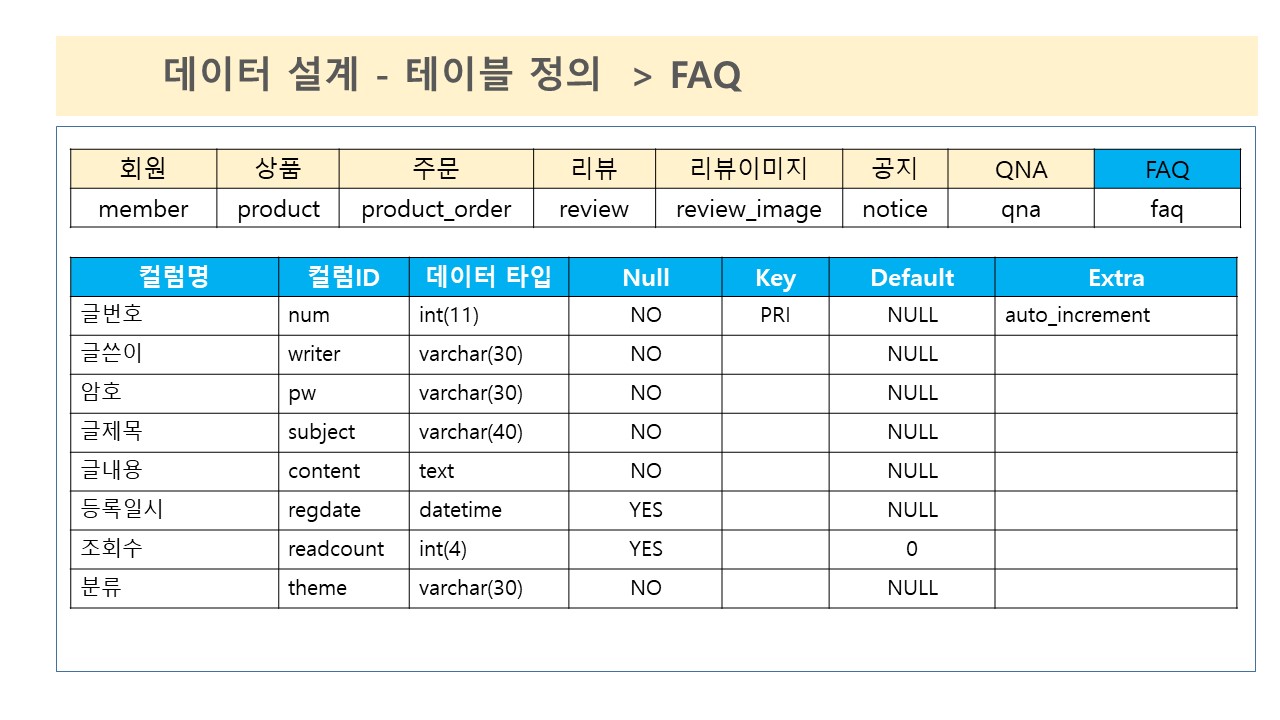 데이터 설계 - 테이블 정의 > FAQ
회원 상품 주문 리뷰 리뷰이미지 공지 QNA FAQ
member product product_order review review_image notice qna faq
컬럼명 컬럼ID 데이터 타입 Null Key Default Extra
글번호 num int(11) NO PRI NULL auto_increment
글쓴이 writer varchar(30) NO NULL
암호 pw varchar(30) NO NULL
글제목 subject varchar(40) NO NULL
글내용 content text NO NULL
등록일시 regdate datetime YES NULL
조회수 readcount int(4) YES 0
분류 theme varchar(30) NO NULL